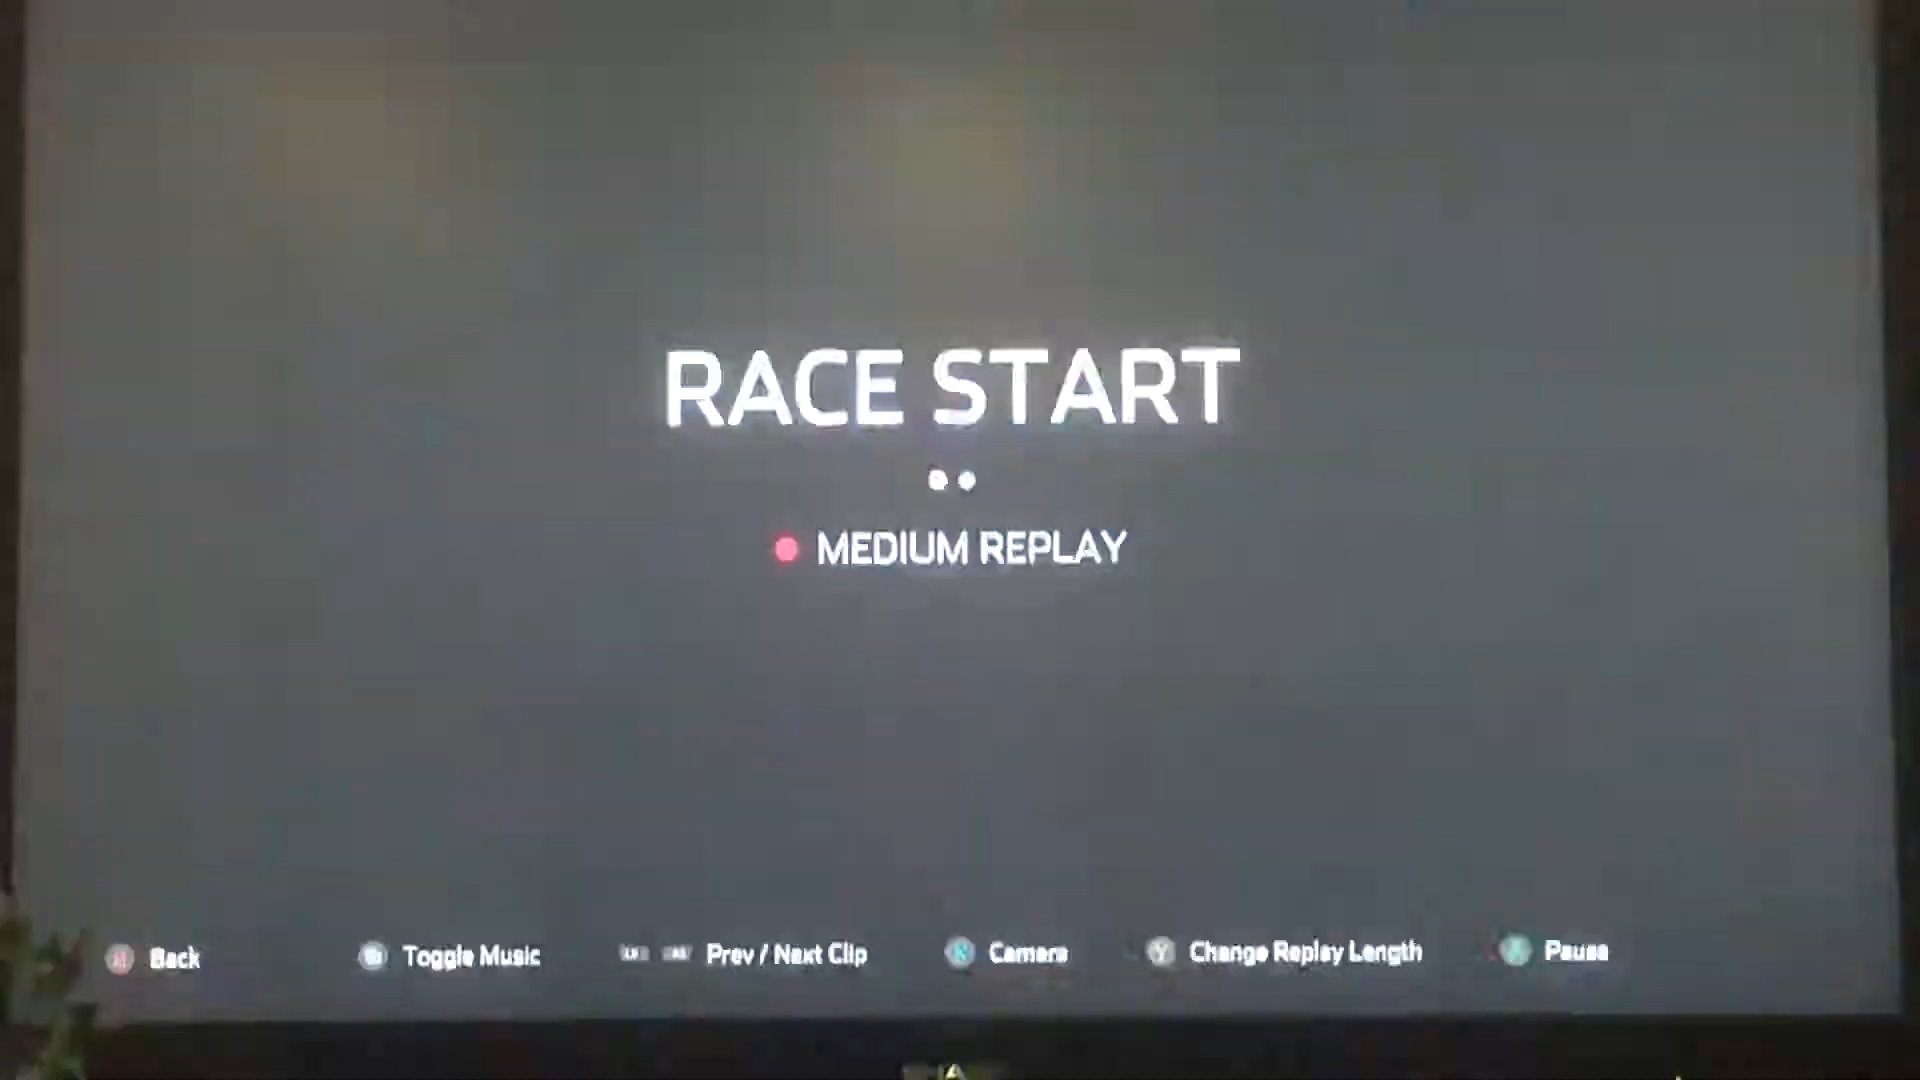 RACE START
MEDIUM REPLAY
Back
Toggle Music
Prev / Next Clip
Camera
Y Change Replay Length
Pause